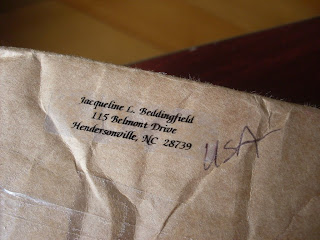 Jacqueline L. Beddingfield
115 Belmont Drive
Hendersonville, NC 28739
USA